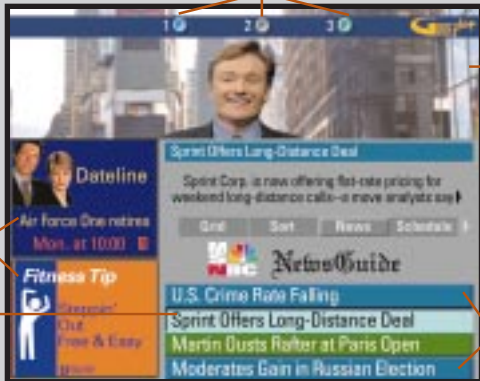 1 2 3
Sprint Offers Long-Distance Deal
Sprint Corp. is now offering flat-rate pricing for
weekend long-distance calls—a move analysts say
Grid Sort News Schedule
NBC NewsGuide
U.S. Crime Rate Falling
Sprint Offers Long-Distance Deal
Martin Ousts Rafter at Paris Open
Moderates Gain in Russian Election
Dateline
Air Force One retires
Mon. at 10:00
Fitness Tip
Steppin'
Out
Free & Easy